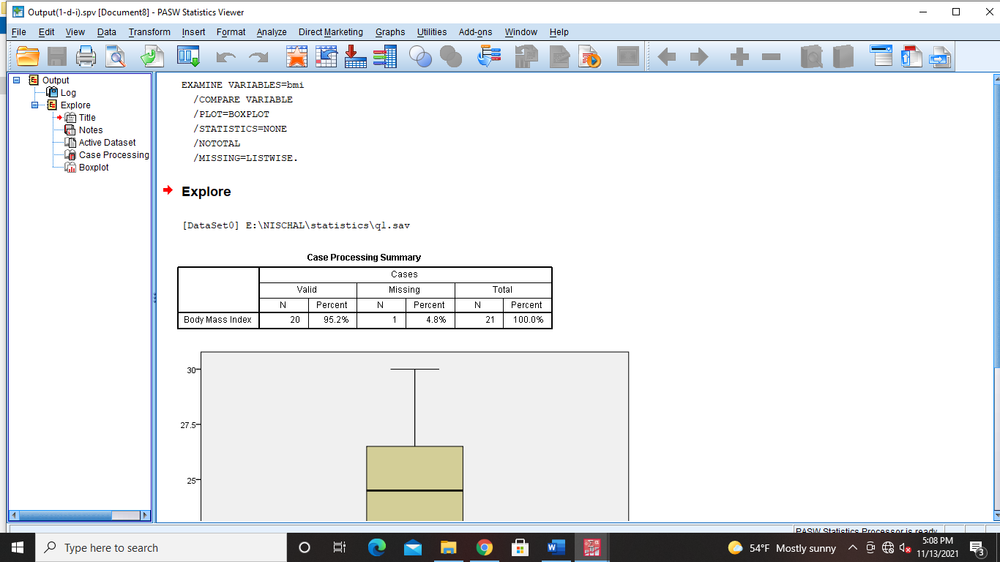 Output(1-d-i).spv [Document8] - PASW Statistics Viewer
File Edit View Data Transform Insert Format Analyze Direct Marketing Graphs Utilities Add-ons Window Help
Output
Log
Explore
Title
Notes
Active Dataset
Case Processing
Boxplot
EXAMINE VARIABLES=bmi
/COMPARE VARIABLE
/PLOT=BOXPLOT
/STATISTICS=NONE
/NOTOTAL
/MISSING=LISTWISE.
Explore
[DataSet0] E:\NISCHAL\statistics\q1.sav
Case Processing Summary
Cases
Valid Missing Total
N Percent N Percent N Percent
Body Mass Index 20 95.2% 1 4.8% 21 100.0%
30
27.5
25
PASW Statistics Processor is ready
Type here to search
54°F Mostly sunny
5:08 PM
11/13/2021
3